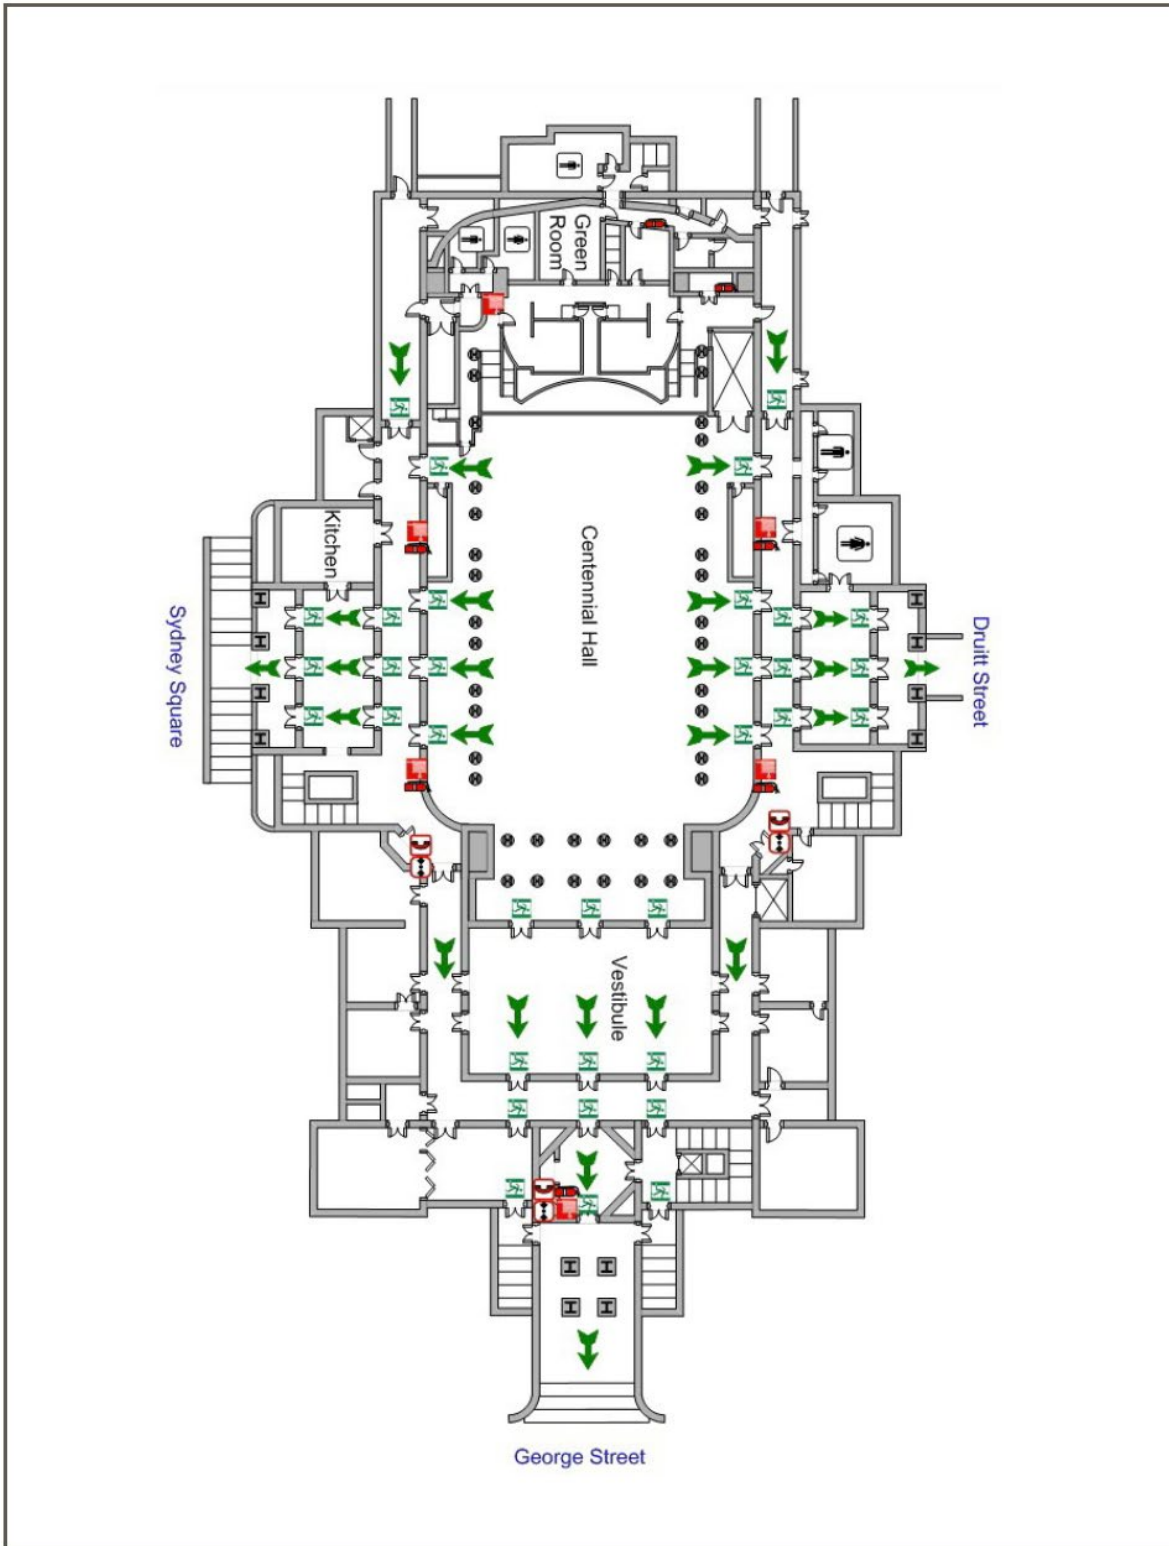 Green
Room
Kitchen
Centennial Hall
Sydney Square
Druitt Street
Vestibule
George Street